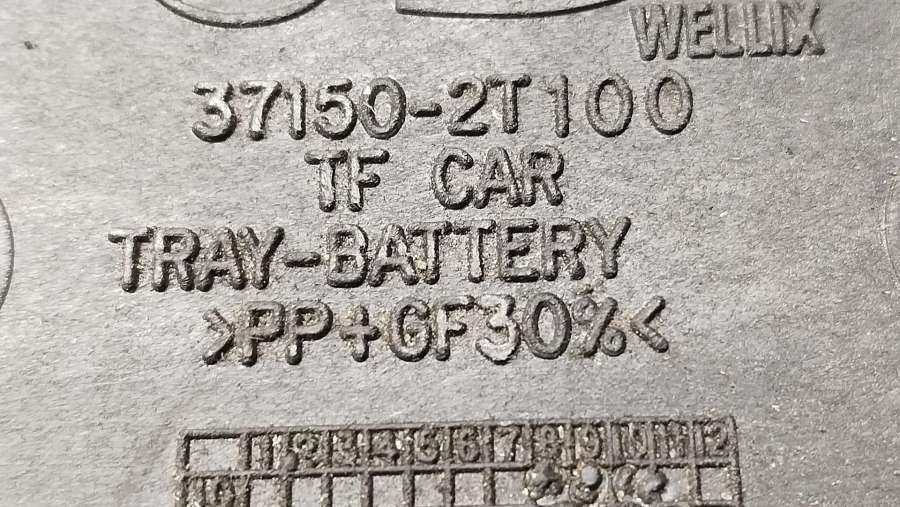 WELLIX
37150-2T100
TF CAR
TRAY-BATTERY
>PP+GF30%<
1 2 3 4 5 6 7 8 9 10 11 12
10